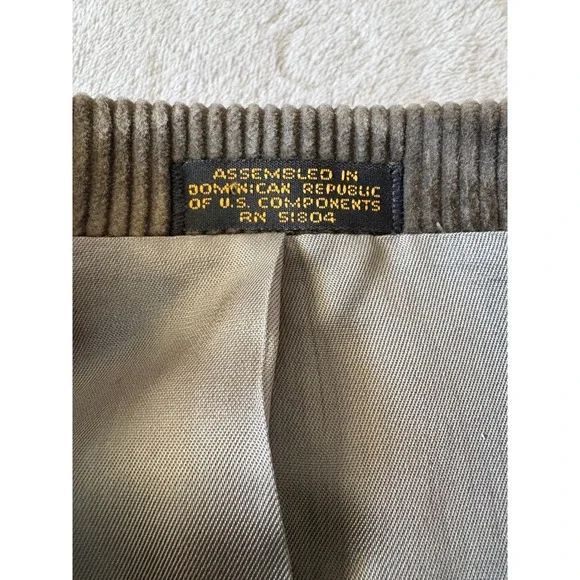 ASSEMBLED IN
DOMINICAN REPUBLIC
OF U.S. COMPONENTS
RN 51804